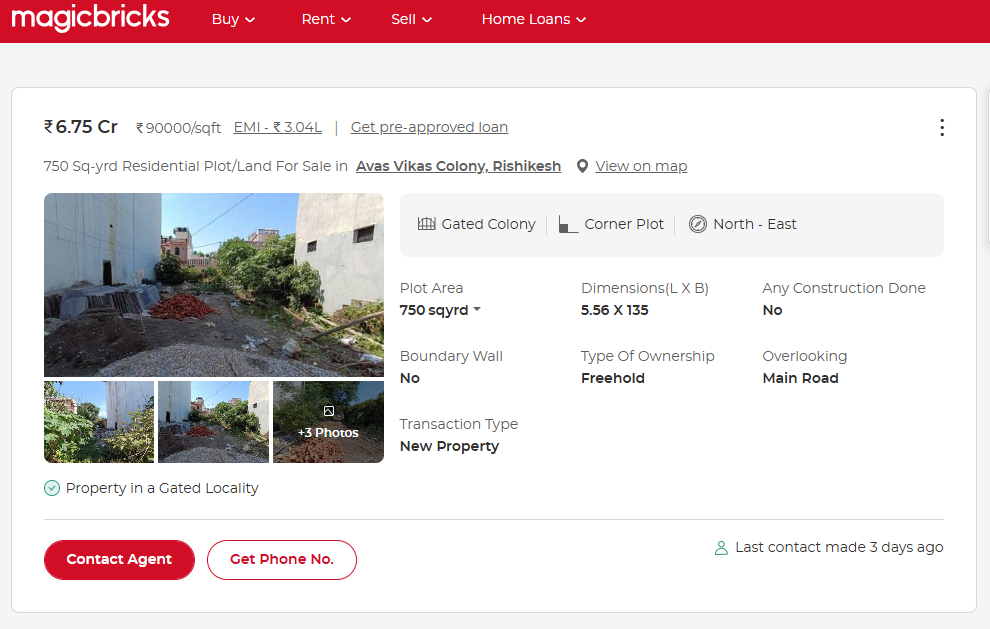 magicbricks
Buy
Rent
Sell
Home Loans
₹6.75 Cr ₹90000/sqft EMI - ₹ 3.04L | Get pre-approved loan
750 Sq-yrd Residential Plot/Land For Sale in Avas Vikas Colony, Rishikesh View on map
Gated Colony
Corner Plot
North - East
Plot Area
750 sqyrd
Dimensions(L X B)
5.56 X 135
Any Construction Done
No
Boundary Wall
No
Type Of Ownership
Freehold
Overlooking
Main Road
Transaction Type
New Property
+3 Photos
Property in a Gated Locality
Contact Agent
Get Phone No.
Last contact made 3 days ago